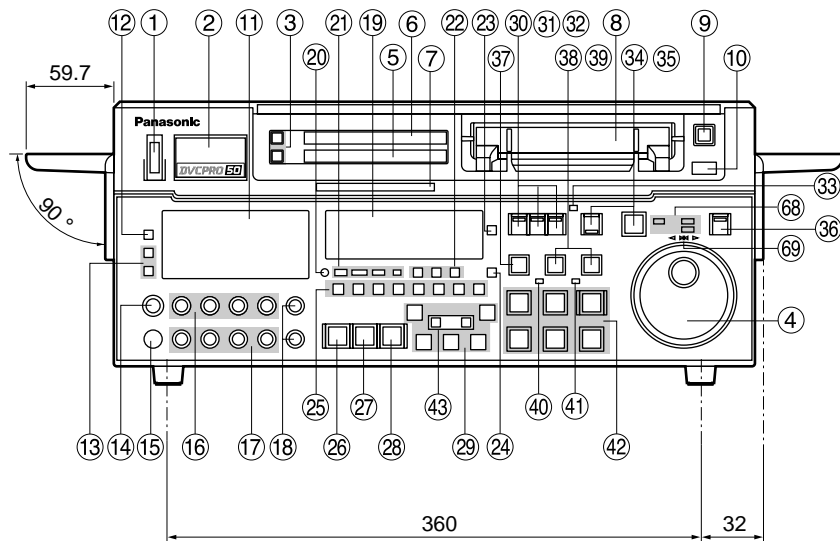 ⑫ ① ② ⑪ ⑳ ㉑ ③ ⑲ ⑥ ⑤ ⑦ ㉒ ㉓ ㉚ ㉛ ㉜ ㊲ ⑧ ㊳ ㊴ ㉞ ㉟ ⑨ ⑩
59.7
Panasonic
DVCPRO 50
90 °
㉝
68
㊱
69
④
⑬ ⑭ ⑮ ⑯ ⑰ ⑱ ㉕ ㉖ ㉗ ㉘ ㊸ ㉙ ㉔ ㊵ ㊶ ㊷
360
32